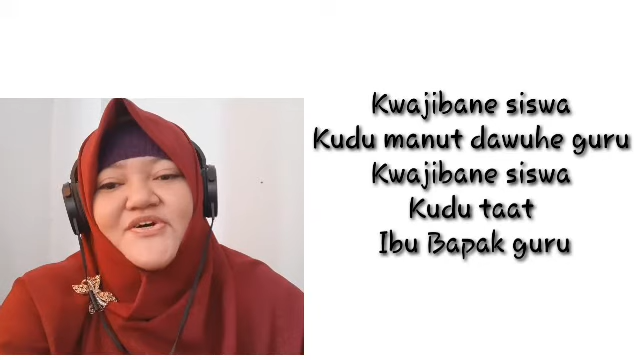 Kwajibane siswa
Kudu manut dawuhe guru
Kwajibane siswa
Kudu taat
Ibu Bapak guru